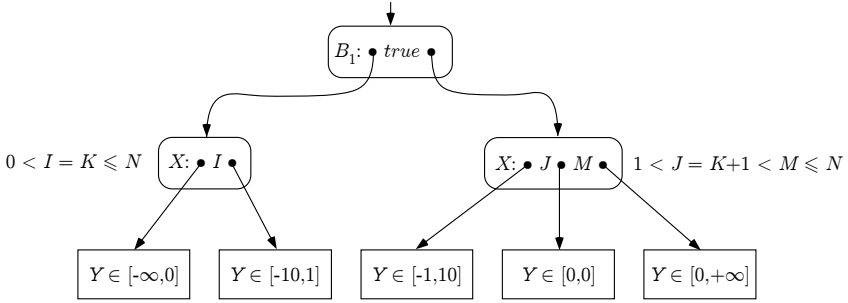 B₁: • true •
0 < I = K ⩽ N
X: • I •
X: • J • M •
1 < J = K+1 < M ⩽ N
Y ∈ [-∞,0]
Y ∈ [-10,1]
Y ∈ [-1,10]
Y ∈ [0,0]
Y ∈ [0,+∞]